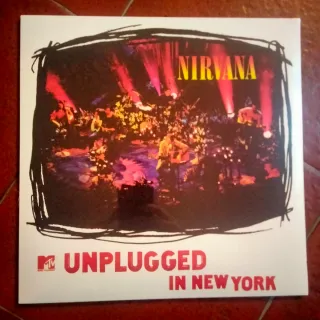 NIRVANA
MTV UNPLUGGED
IN NEW YORK